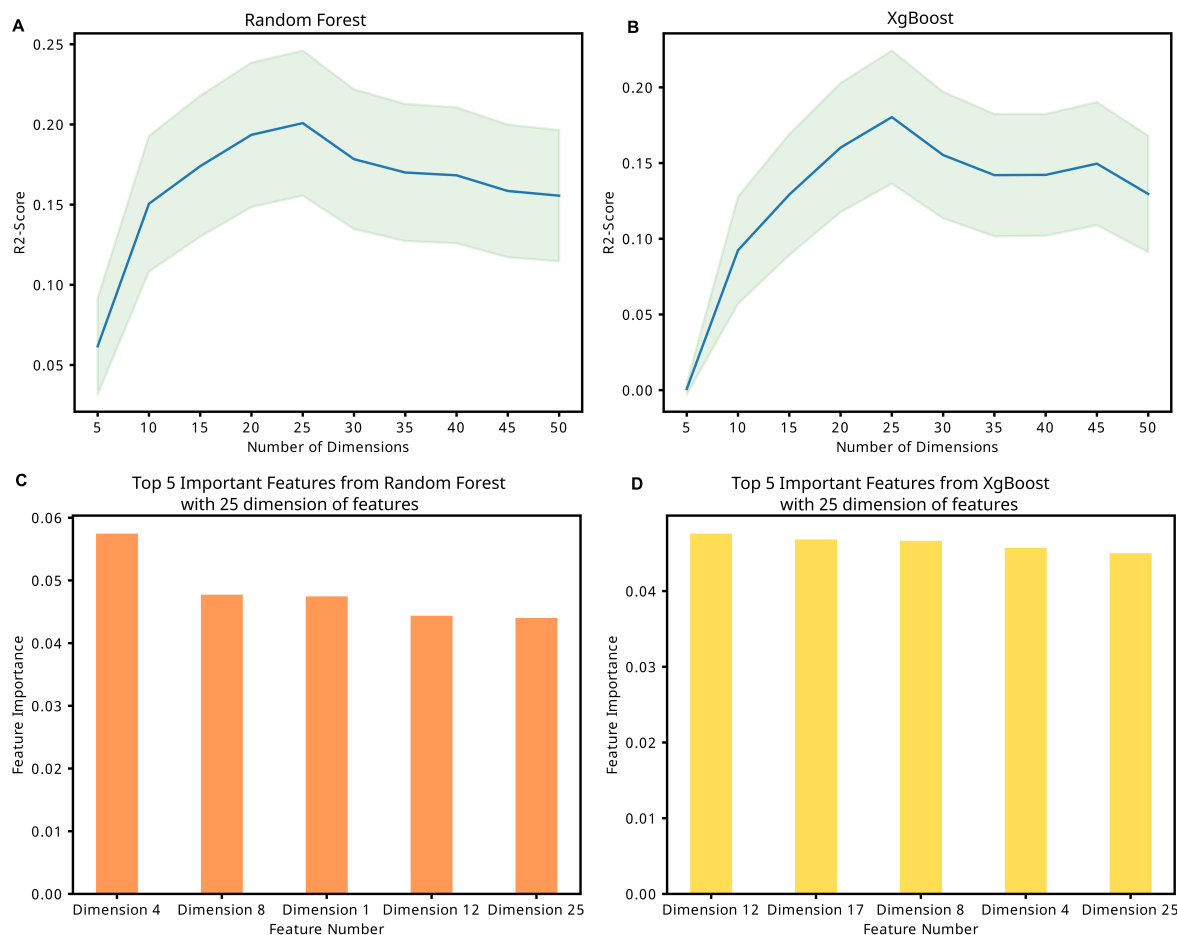 A
Random Forest
0.25
0.20
0.15
0.10
0.05
R2-Score
5 10 15 20 25 30 35 40 45 50
Number of Dimensions
B
XgBoost
0.20
0.15
0.10
0.05
0.00
R2-Score
5 10 15 20 25 30 35 40 45 50
Number of Dimensions
C
Top 5 Important Features from Random Forest
with 25 dimension of features
0.06
0.05
0.04
0.03
0.02
0.01
0.00
Feature Importance
Dimension 4 Dimension 8 Dimension 1 Dimension 12 Dimension 25
Feature Number
D
Top 5 Important Features from XgBoost
with 25 dimension of features
0.04
0.03
0.02
0.01
0.00
Feature Importance
Dimension 12 Dimension 17 Dimension 8 Dimension 4 Dimension 25
Feature Number